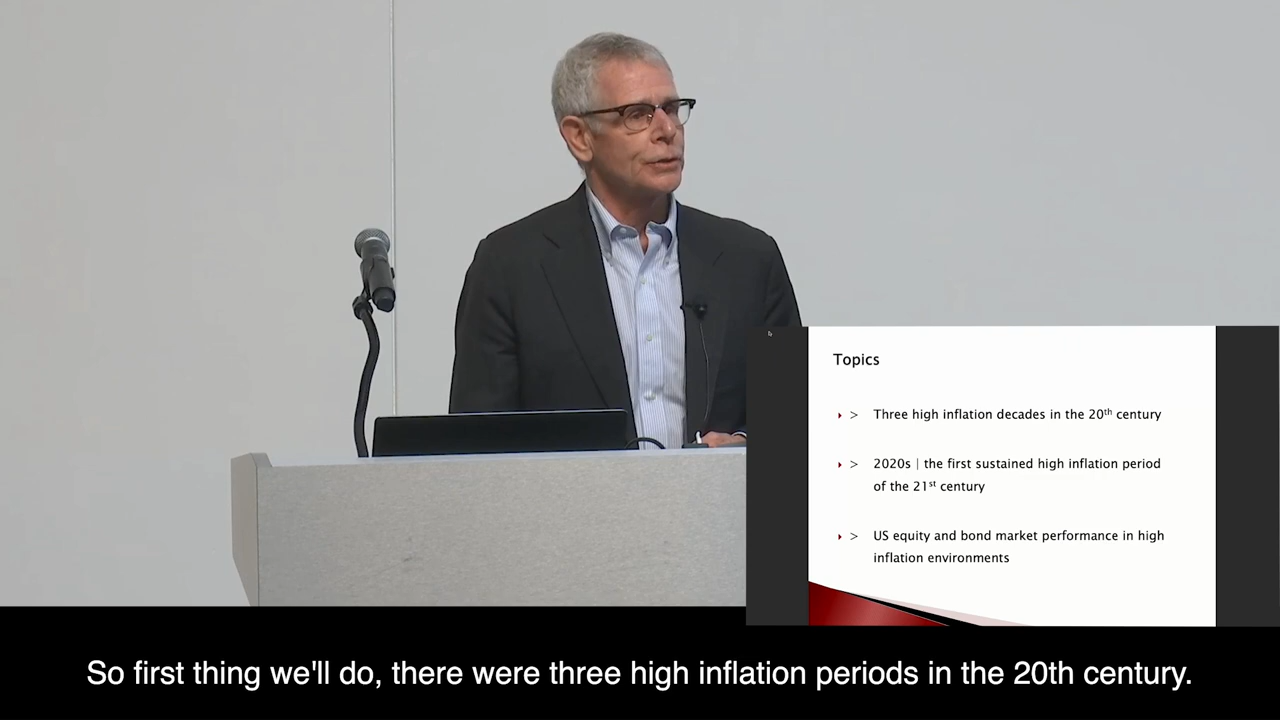 Topics
> Three high inflation decades in the 20th century
> 2020s | the first sustained high inflation period
of the 21st century
> US equity and bond market performance in high
inflation environments
So first thing we'll do, there were three high inflation periods in the 20th century.